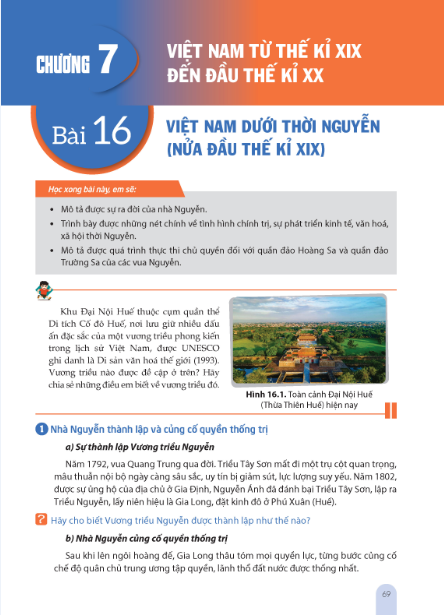 CHƯƠNG 7
VIỆT NAM TỪ THẾ KỈ XIX
ĐẾN ĐẦU THẾ KỈ XX
Bài 16
VIỆT NAM DƯỚI THỜI NGUYỄN
(NỬA ĐẦU THẾ KỈ XIX)
Học xong bài này, em sẽ:
• Mô tả được sự ra đời của nhà Nguyễn.
• Trình bày được những nét chính về tình hình chính trị, sự phát triển kinh tế, văn hoá,
xã hội thời Nguyễn.
• Mô tả được quá trình thực thi chủ quyền đối với quần đảo Hoàng Sa và quần đảo
Trường Sa của các vua Nguyễn.
Khu Đại Nội Huế thuộc cụm quần thể
Di tích Cố đô Huế, nơi lưu giữ nhiều dấu
ấn đặc sắc của một vương triều phong kiến
trong lịch sử Việt Nam, được UNESCO
ghi danh là Di sản văn hoá thế giới (1993).
Vương triều nào được đề cập ở trên? Hãy
chia sẻ những điều em biết về vương triều đó.
Hình 16.1. Toàn cảnh Đại Nội Huế
(Thừa Thiên Huế) hiện nay
1 Nhà Nguyễn thành lập và củng cố quyền thống trị
a) Sự thành lập Vương triều Nguyễn
Năm 1792, vua Quang Trung qua đời. Triều Tây Sơn mất đi một trụ cột quan trọng,
mâu thuẫn nội bộ ngày càng sâu sắc, uy tín bị giảm sút, lực lượng suy yếu. Năm 1802,
được sự ủng hộ của địa chủ ở Gia Định, Nguyễn Ánh đã đánh bại Triều Tây Sơn, lập ra
Triều Nguyễn, lấy niên hiệu là Gia Long, đặt kinh đô ở Phú Xuân (Huế).
? Hãy cho biết Vương triều Nguyễn được thành lập như thế nào?
b) Nhà Nguyễn củng cố quyền thống trị
Sau khi lên ngôi hoàng đế, Gia Long thâu tóm mọi quyền lực, từng bước củng cố
chế độ quân chủ trung ương tập quyền, lãnh thổ đất nước được thống nhất.
69